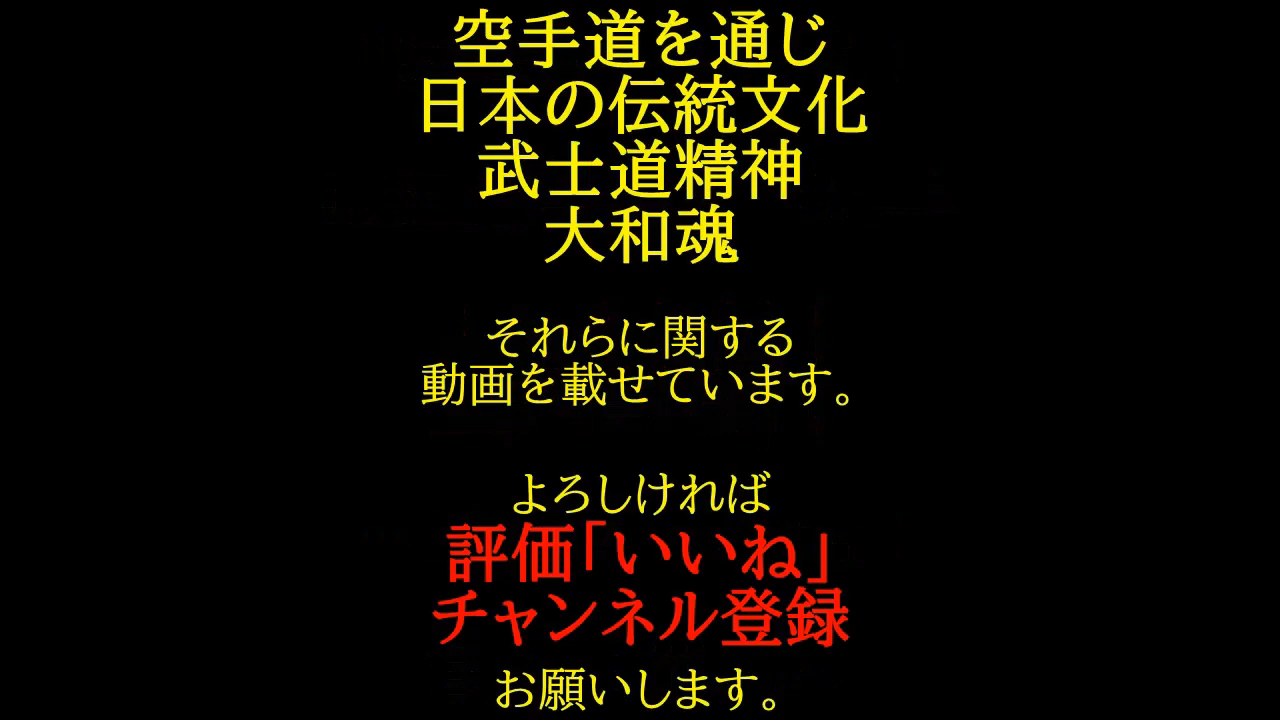 空手道を通じ
日本の伝統文化
武士道精神
大和魂
それらに関する
動画を載せています。
よろしければ
評価「いいね」
チャンネル登録
お願いします。